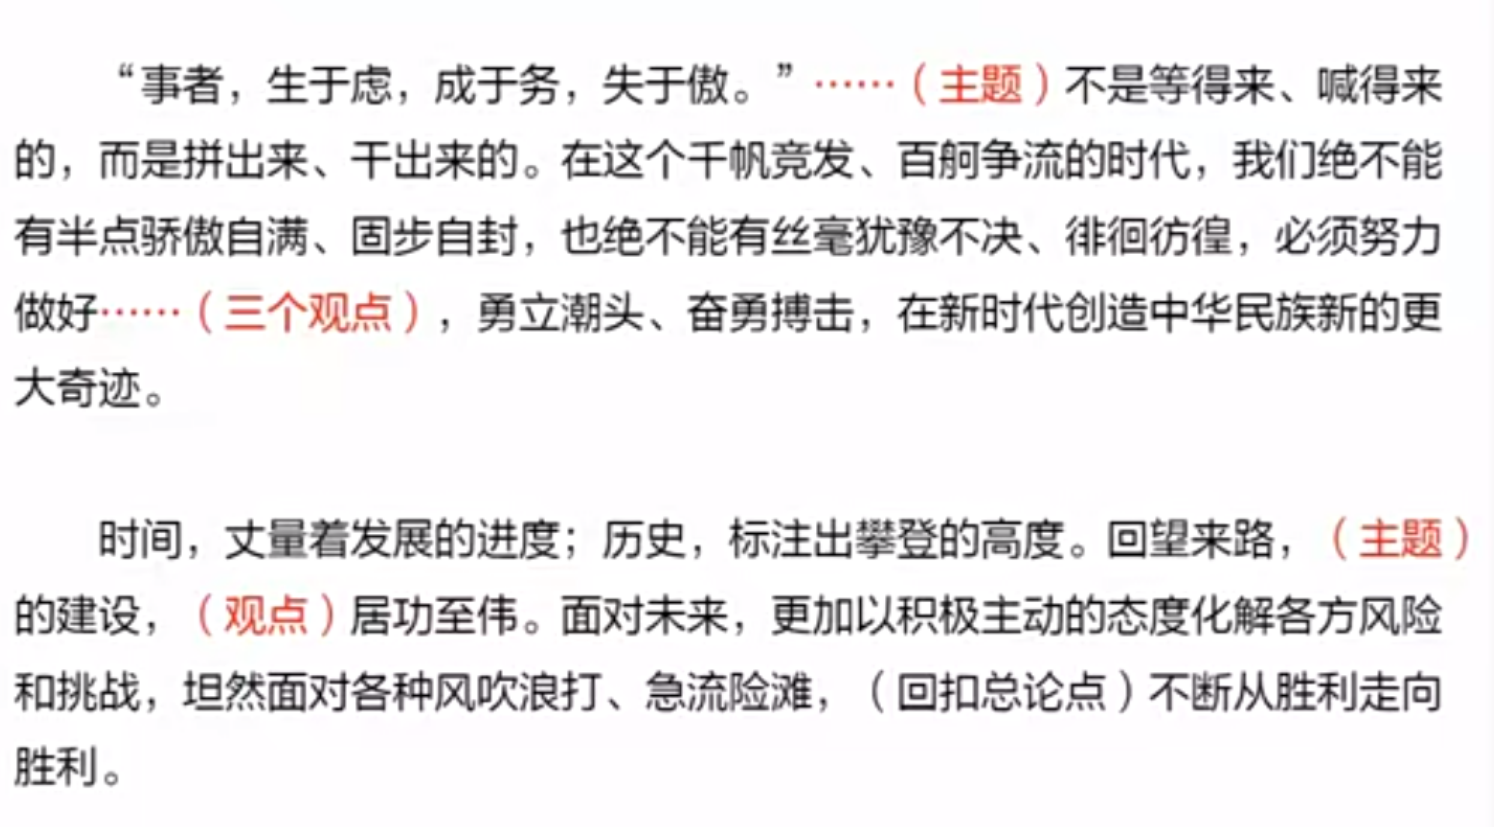 “事者，生于虑，成于务，失于傲。”……（主题）不是等得来、喊得来
的，而是拼出来、干出来的。在这个千帆竞发、百舸争流的时代，我们绝不能
有半点骄傲自满、固步自封，也绝不能有丝毫犹豫不决、徘徊彷徨，必须努力
做好……（三个观点），勇立潮头、奋勇搏击，在新时代创造中华民族新的更
大奇迹。
时间，丈量着发展的进度；历史，标注出攀登的高度。回望来路，（主题）
的建设，（观点）居功至伟。面对未来，更加以积极主动的态度化解各方风险
和挑战，坦然面对各种风吹浪打、急流险滩，（回扣总论点）不断从胜利走向
胜利。